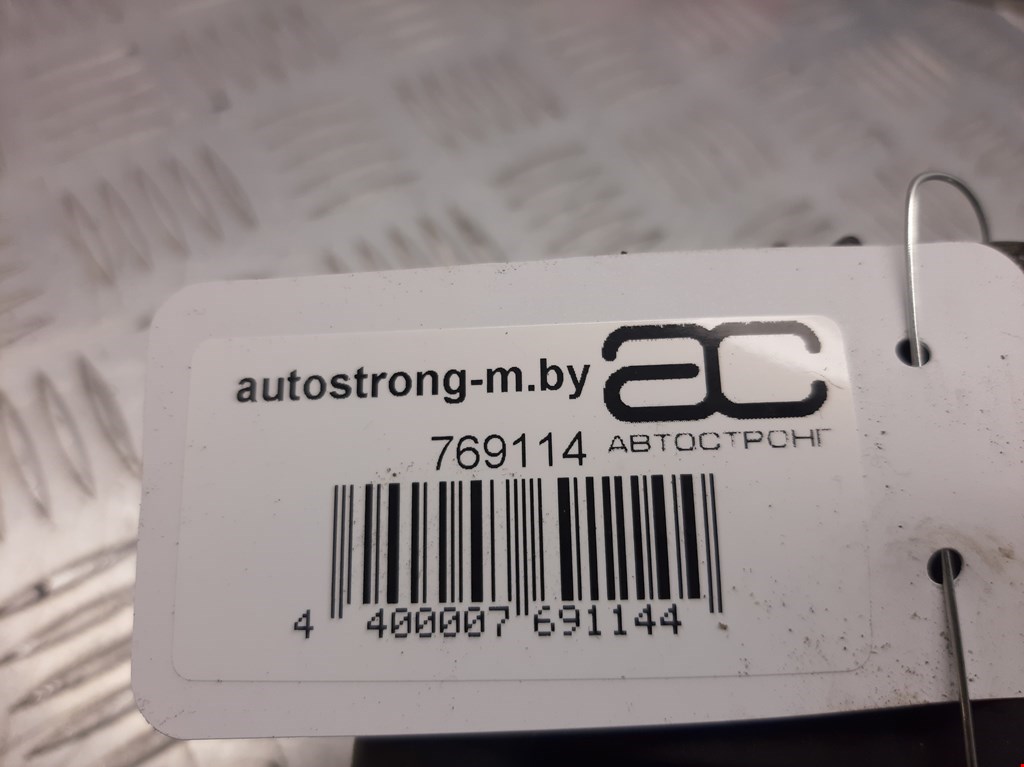 autostrong-m.by
ac
769114
АВТОСТРОНГ
4 400007 691144